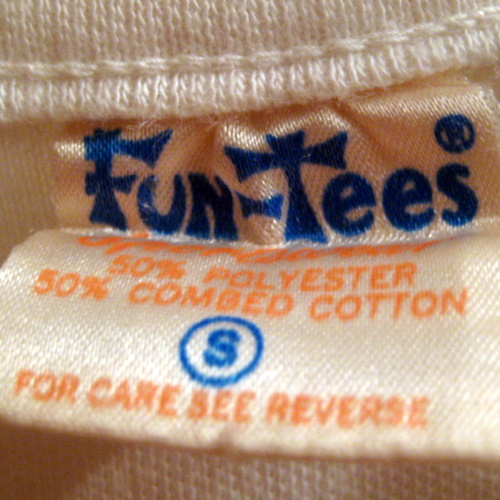 Fun-Tees®
50% POLYESTER
50% COMBED COTTON
S
FOR CARE SEE REVERSE